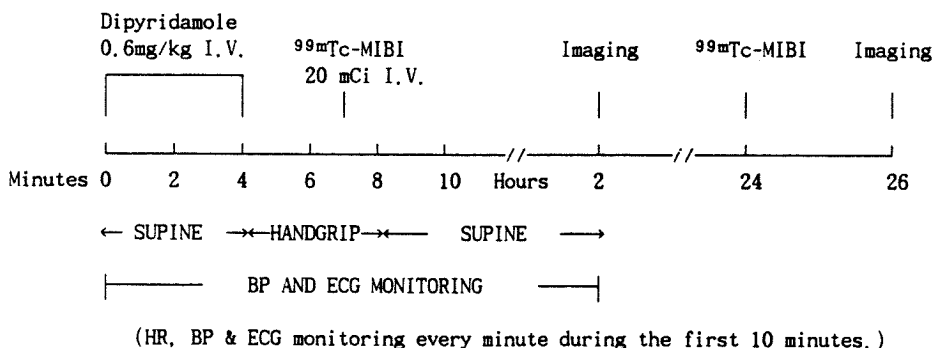 Dipyridamole
0.6mg/kg I.V.
99mTc-MIBI
20 mCi I.V.
Imaging
99mTc-MIBI
Imaging
Minutes 0 2 4 6 8 10 Hours 2 24 26
← SUPINE →←HANDGRIP→← SUPINE →
BP AND ECG MONITORING
(HR, BP & ECG monitoring every minute during the first 10 minutes.)